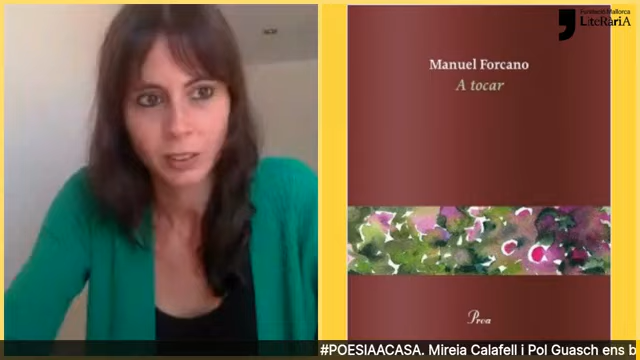 Fundació Mallorca
LiteRàriA
Manuel Forcano
A tocar
Proa
#POESIAACASA. Mireia Calafell i Pol Guasch ens b